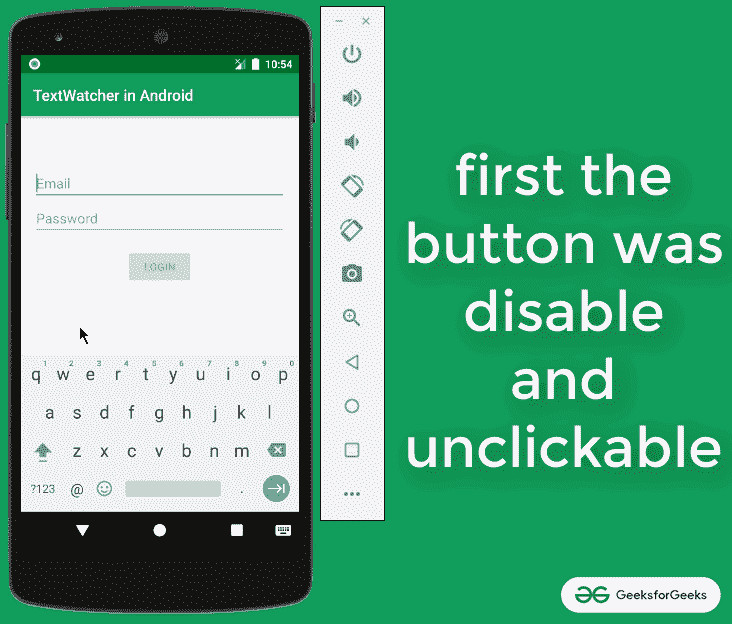 10:54
TextWatcher in Android
Email
Password
LOGIN
1 2 3 4 5 6 7 8 9 0
q w e r t y u i o p
a s d f g h j k l
z x c v b n m
?123 @ .
first the
button was
disable
and
unclickable
GeeksforGeeks